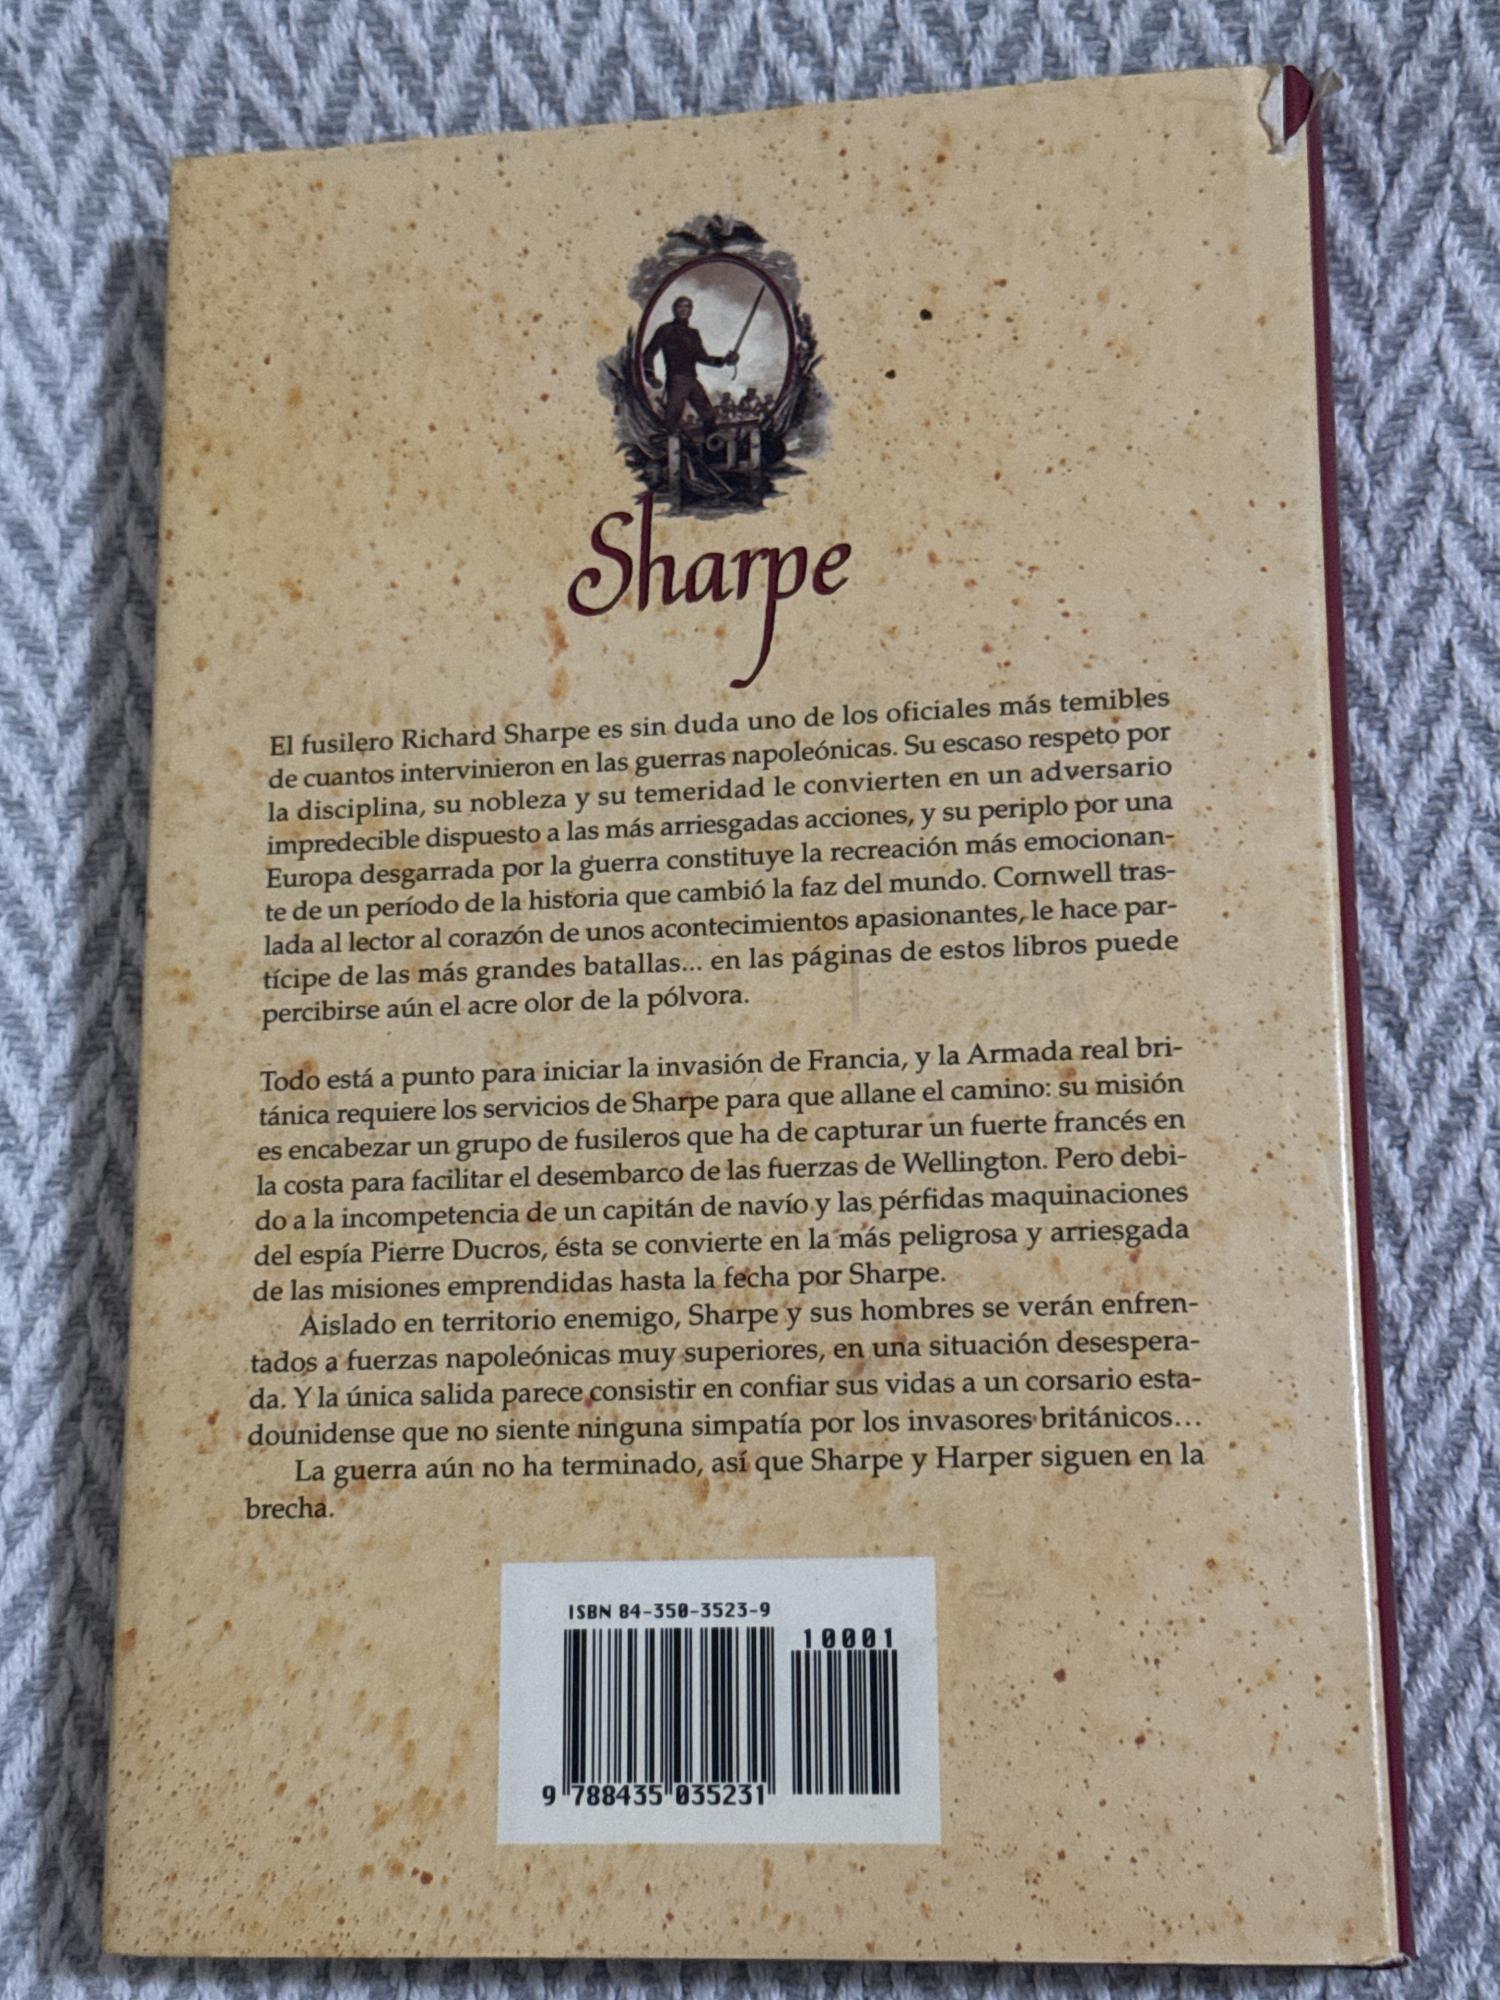 Sharpe
El fusilero Richard Sharpe es sin duda uno de los oficiales más temibles
de cuantos intervinieron en las guerras napoleónicas. Su escaso respeto por
la disciplina, su nobleza y su temeridad le convierten en un adversario
impredecible dispuesto a las más arriesgadas acciones, y su periplo por una
Europa desgarrada por la guerra constituye la recreación más emocionan-
te de un período de la historia que cambió la faz del mundo. Cornwell tras-
lada al lector al corazón de unos acontecimientos apasionantes, le hace par-
tícipe de las más grandes batallas... en las páginas de estos libros puede
percibirse aún el acre olor de la pólvora.
Todo está a punto para iniciar la invasión de Francia, y la Armada real bri-
tánica requiere los servicios de Sharpe para que allane el camino: su misión
es encabezar un grupo de fusileros que ha de capturar un fuerte francés en
la costa para facilitar el desembarco de las fuerzas de Wellington. Pero debi-
do a la incompetencia de un capitán de navío y las pérfidas maquinaciones
del espía Pierre Ducros, ésta se convierte en la más peligrosa y arriesgada
de las misiones emprendidas hasta la fecha por Sharpe.
Aislado en territorio enemigo, Sharpe y sus hombres se verán enfren-
tados a fuerzas napoleónicas muy superiores, en una situación desespera-
da. Y la única salida parece consistir en confiar sus vidas a un corsario esta-
dounidense que no siente ninguna simpatía por los invasores británicos...
La guerra aún no ha terminado, así que Sharpe y Harper siguen en la
brecha.
ISBN 84-350-3523-9
10001
9 788435 035231